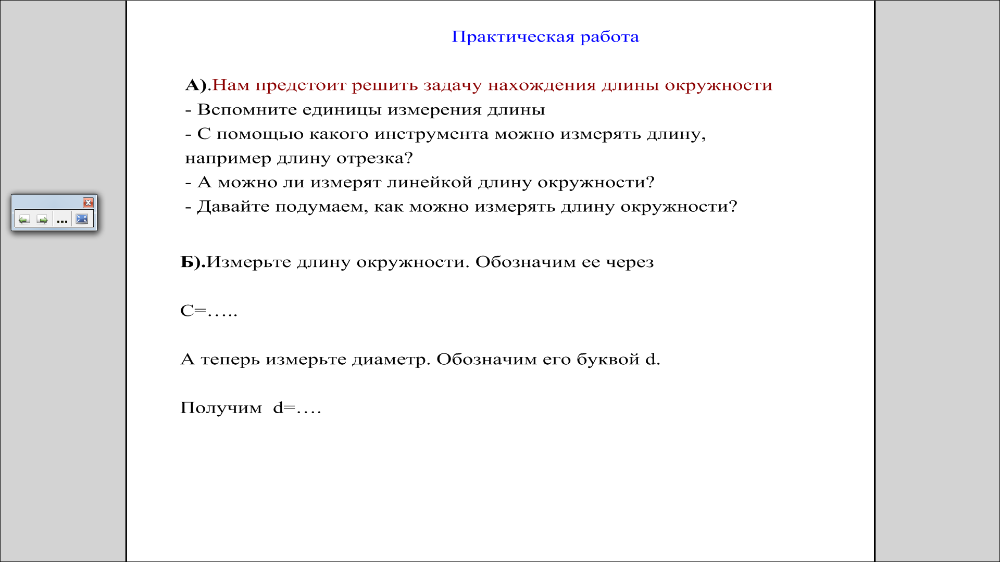 Практическая работа
А).Нам предстоит решить задачу нахождения длины окружности
- Вспомните единицы измерения длины
- С помощью какого инструмента можно измерять длину,
например длину отрезка?
- А можно ли измерят линейкой длину окружности?
- Давайте подумаем, как можно измерять длину окружности?
Б).Измерьте длину окружности. Обозначим ее через
С=…..
А теперь измерьте диаметр. Обозначим его буквой d.
Получим  d=….
...